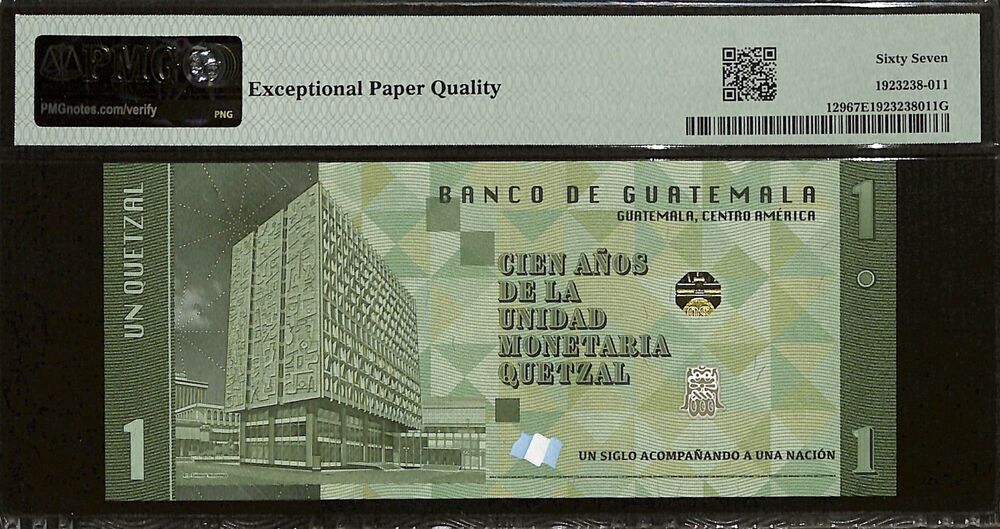 PMG
PMGnotes.com/verify
PNG
Exceptional Paper Quality
Sixty Seven
1923238-011
12967E1923238011G
UN QUETZAL
1
BANCO DE GUATEMALA
GUATEMALA, CENTRO AMÉRICA
CIEN AÑOS
DE LA
UNIDAD
MONETARIA
QUETZAL
UN SIGLO ACOMPAÑANDO A UNA NACIÓN
1
1